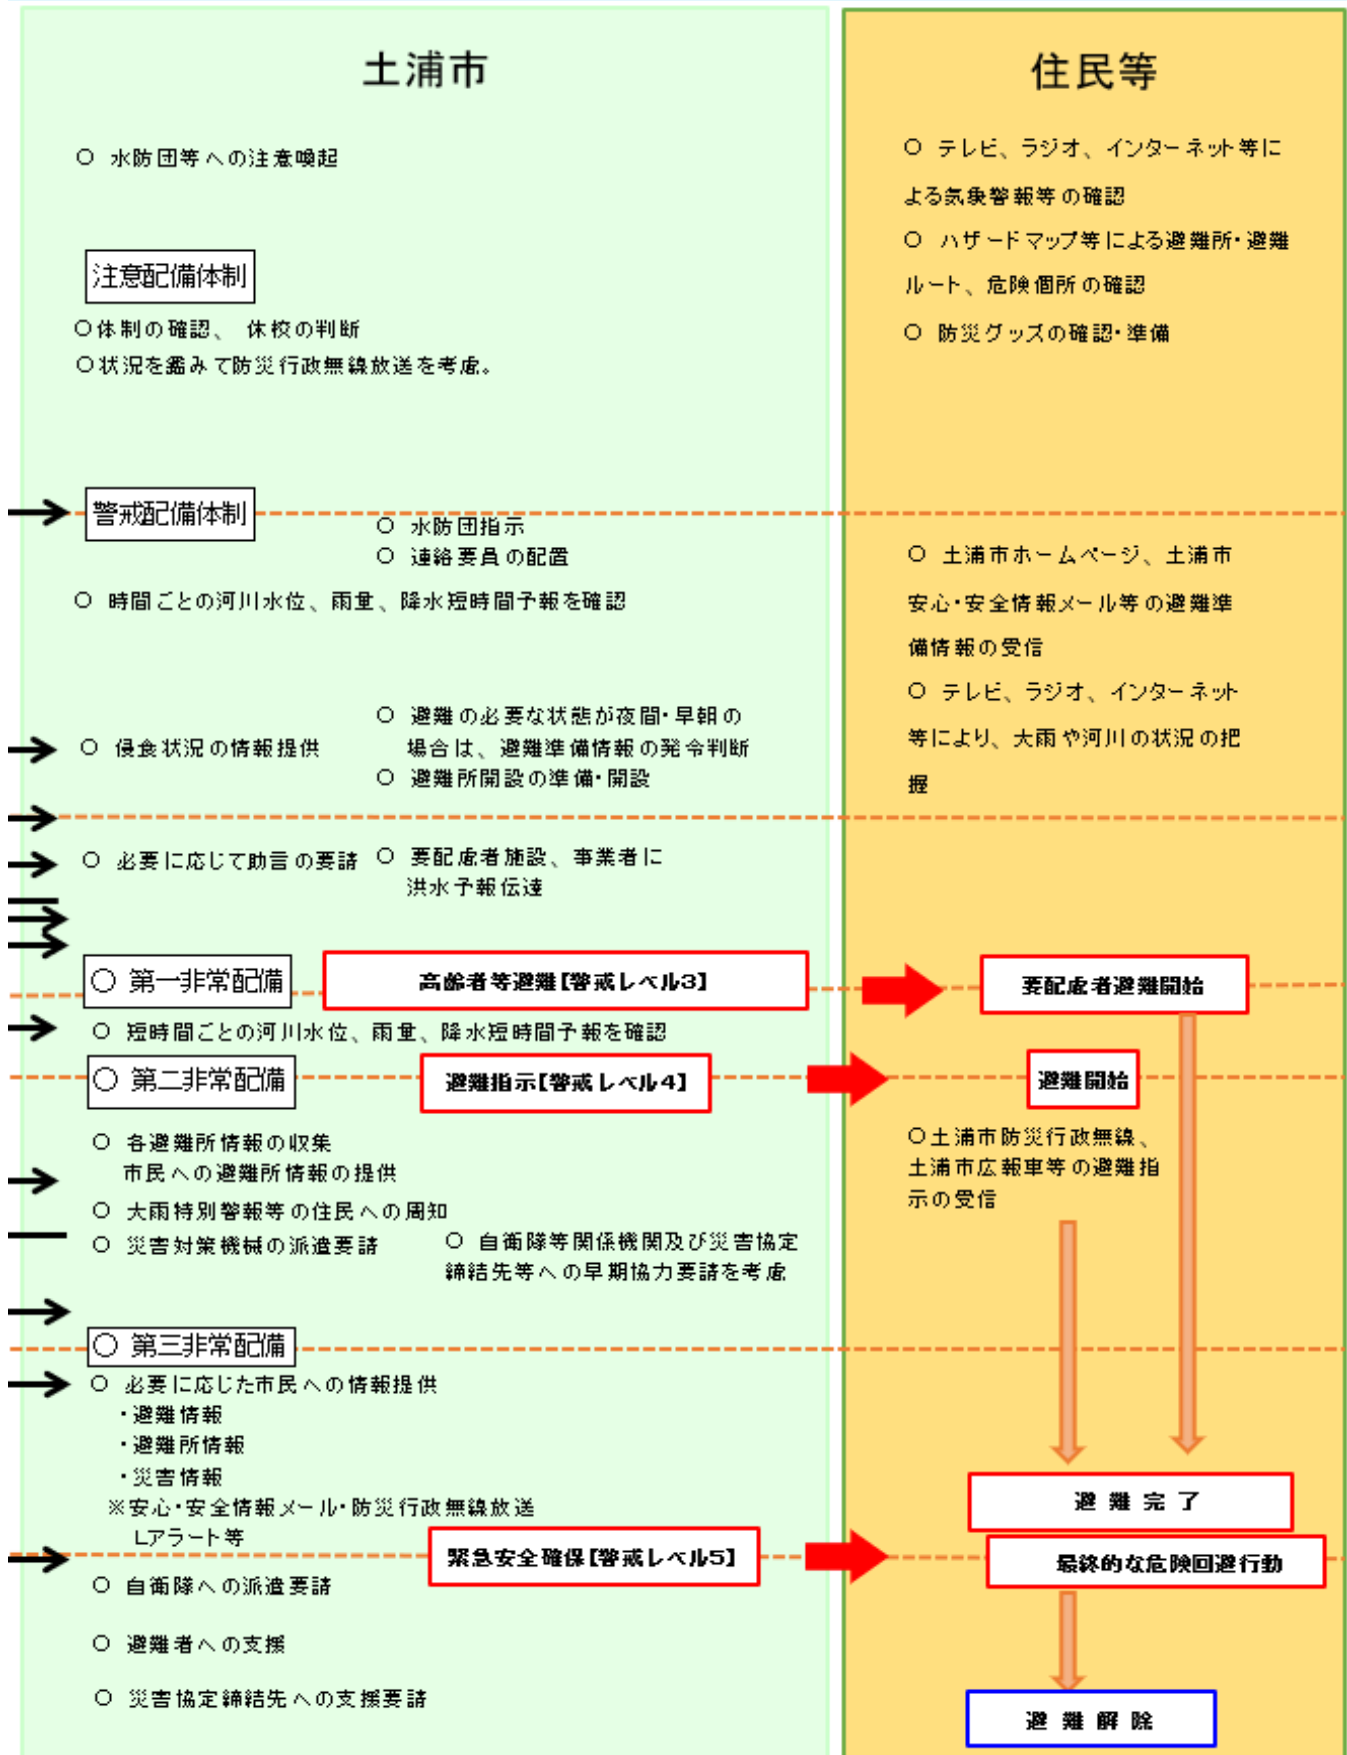 土浦市
○ 水防団等への注意喚起
注意配備体制
○体制の確認、 休校の判断
○状況を鑑みて防災行政無線放送を考慮。
警戒配備体制
○ 水防団指示
○ 連絡要員の配置
○ 時間ごとの河川水位、雨量、降水短時間予報を確認
○ 避難の必要な状態が夜間・早朝の
場合は、避難準備情報の発令判断
○ 侵食状況の情報提供
○ 避難所開設の準備・開設
○ 必要に応じて助言の要請
○ 要配慮者施設、事業者に
洪水予報伝達
○ 第一非常配備
高齢者等避難【警戒レベル3】
○ 短時間ごとの河川水位、雨量、降水短時間予報を確認
○ 第二非常配備
避難指示【警戒レベル4】
○ 各避難所情報の収集
市民への避難所情報の提供
○ 大雨特別警報等の住民への周知
○ 災害対策機械の派遣要請
○ 自衛隊等関係機関及び災害協定
締結先等への早期協力要請を考慮
○ 第三非常配備
○ 必要に応じた市民への情報提供
・避難情報
・避難所情報
・災害情報
※安心・安全情報メール・防災行政無線放送
Lアラート等
緊急安全確保【警戒レベル5】
○ 自衛隊への派遣要請
○ 避難者への支援
○ 災害協定締結先への支援要請
住民等
○ テレビ、ラジオ、インターネット等に
よる気象警報等の確認
○ ハザードマップ等による避難所・避難
ルート、危険個所の確認
○ 防災グッズの確認・準備
○ 土浦市ホームページ、土浦市
安心・安全情報メール等の避難準
備情報の受信
○ テレビ、ラジオ、インターネット
等により、大雨や河川の状況の把
握
要配慮者避難開始
避難開始
○土浦市防災行政無線、
土浦市広報車等の避難指
示の受信
避難完了
最終的な危険回避行動
避難解除